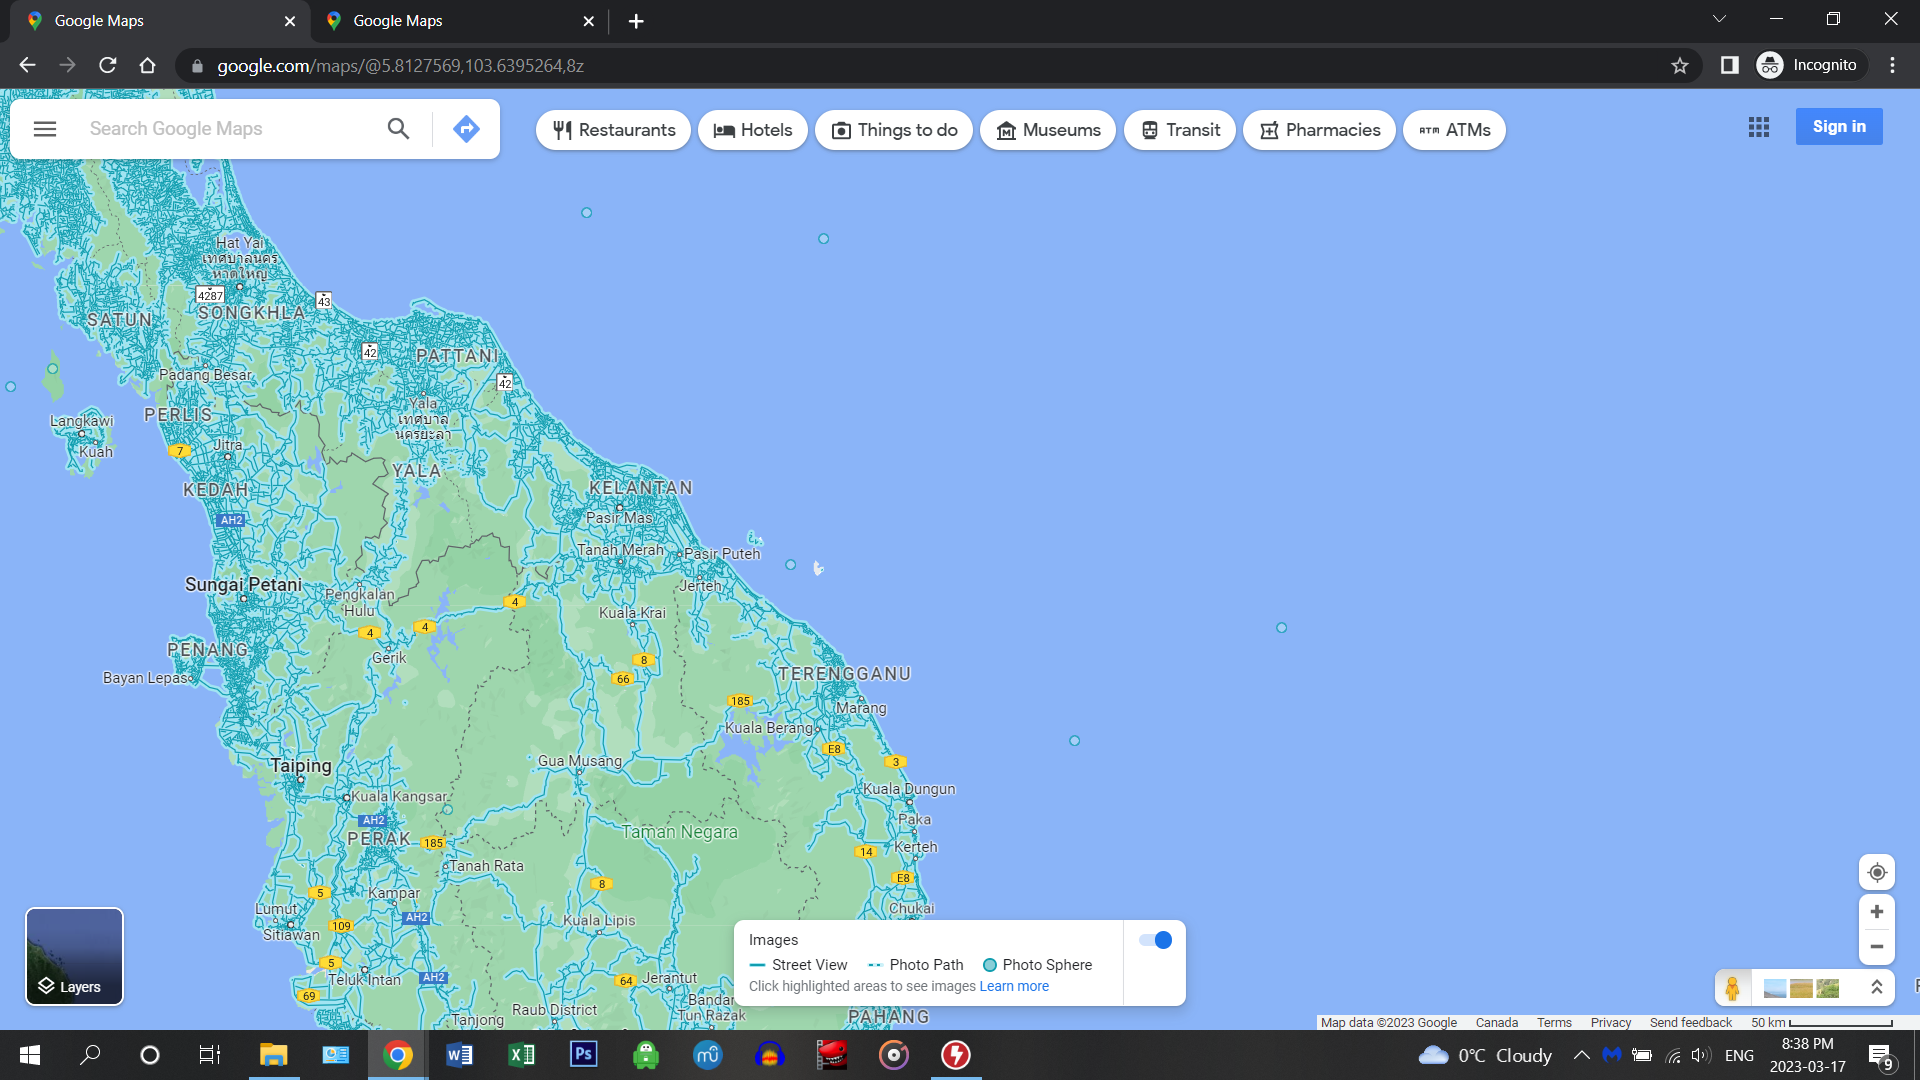 Google Maps
Google Maps
google.com/maps/@5.8127569,103.6395264,8z
Incognito
Search Google Maps
Restaurants
Hotels
Things to do
Museums
Transit
Pharmacies
ATM ATMs
Sign in
Hat Yai
เทศบาลนคร
หาดใหญ่
4287
43
SONGKHLA
SATUN
42
PATTANI
Padang Besar
42
Yala
เทศบาล
นครยะลา
PERLIS
Langkawi
Kuah
Jitra
7
YALA
KEDAH
KELANTAN
AH2
Pasir Mas
Tanah Merah
Pasir Puteh
Sungai Petani
Jerteh
Pengkalan
Hulu
4
Kuala Krai
4
4
PENANG
Gerik
8
Bayan Lepas
66
TERENGGANU
185
Marang
Kuala Berang
E8
Gua Musang
3
Taiping
Kuala Dungun
Kuala Kangsar
AH2
Paka
PERAK
185
Taman Negara
Kerteh
14
Tanah Rata
E8
5
Kampar
8
Lumut
AH2
Chukai
Sitiawan
109
Kuala Lipis
5
Teluk Intan
AH2
64
Jerantut
69
Raub District
Bandar
Tun Razak
Tanjong
PAHANG
Images
Street View
Photo Path
Photo Sphere
Click highlighted areas to see images Learn more
Layers
Map data ©2023 Google
Canada
Terms
Privacy
Send feedback
50 km
0°C Cloudy
ENG
8:38 PM
2023-03-17
9